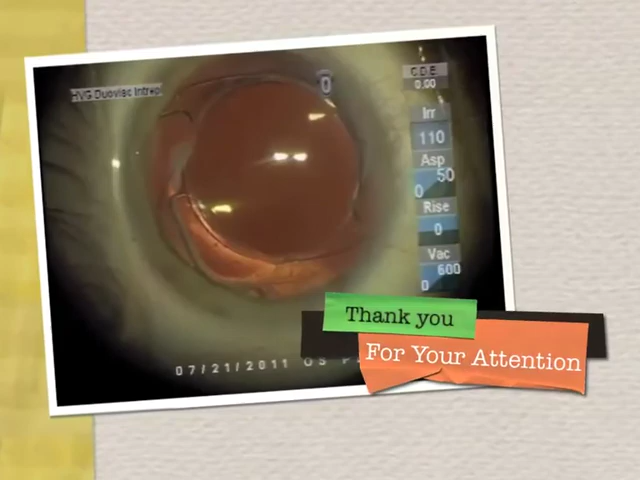 HVG Duovisc Intrepi
0
CDE
0.00
Irr
110
Asp
50
0
Rise
0
Vac
600
0
07/21/2011 OS
Thank you
For Your Attention